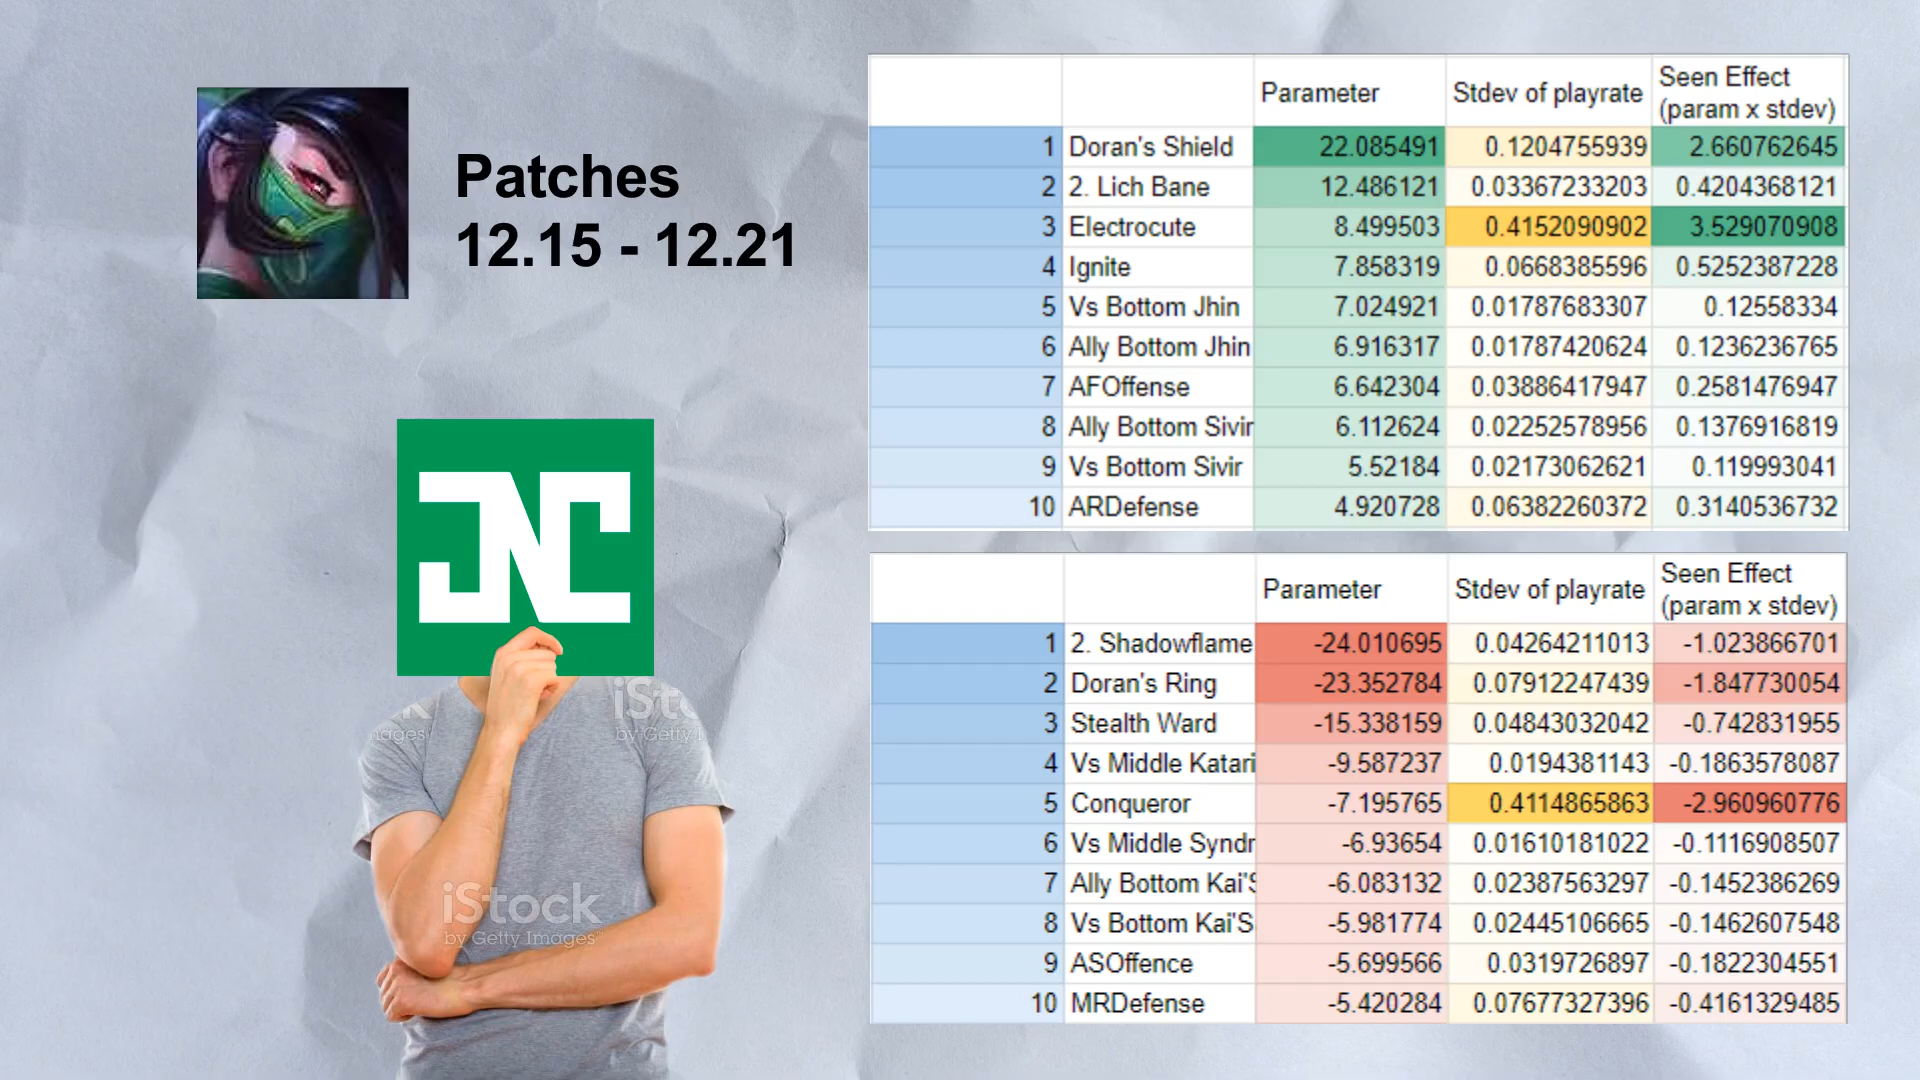 Patches
12.15 - 12.21
Parameter Stdev of playrate Seen Effect (param x stdev)
1 Doran's Shield 22.085491 0.1204755939 2.660762645
2 2. Lich Bane 12.486121 0.03367233203 0.4204368121
3 Electrocute 8.499503 0.4152090902 3.529070908
4 Ignite 7.858319 0.0668385596 0.5252387228
5 Vs Bottom Jhin 7.024921 0.01787683307 0.12558334
6 Ally Bottom Jhin 6.916317 0.01787420624 0.1236236765
7 AFOffense 6.642304 0.03886417947 0.2581476947
8 Ally Bottom Sivir 6.112624 0.02252578956 0.1376916819
9 Vs Bottom Sivir 5.52184 0.02173062621 0.119993041
10 ARDefense 4.920728 0.06382260372 0.3140536732
Parameter Stdev of playrate Seen Effect (param x stdev)
1 2. Shadowflame -24.010695 0.04264211013 -1.023866701
2 Doran's Ring -23.352784 0.07912247439 -1.847730054
3 Stealth Ward -15.338159 0.04843032042 -0.742831955
4 Vs Middle Katari -9.587237 0.0194381143 -0.1863578087
5 Conqueror -7.195765 0.4114865863 -2.960960776
6 Vs Middle Syndr -6.93654 0.01610181022 -0.1116908507
7 Ally Bottom Kai'S -6.083132 0.02387563297 -0.1452386269
8 Vs Bottom Kai'S -5.981774 0.02445106665 -0.1462607548
9 ASOffence -5.699566 0.0319726897 -0.1822304551
10 MRDefense -5.420284 0.07677327396 -0.4161329485
JNC
iStock
by Getty Images™